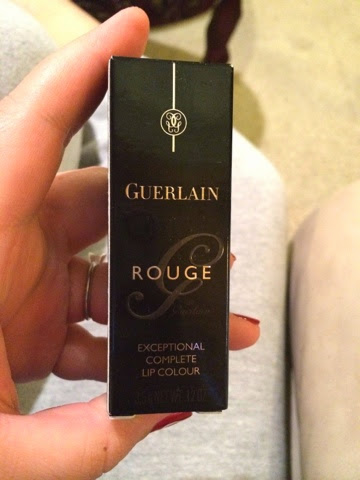 GUERLAIN
ROUGE
EXCEPTIONAL
COMPLETE
LIP COLOUR